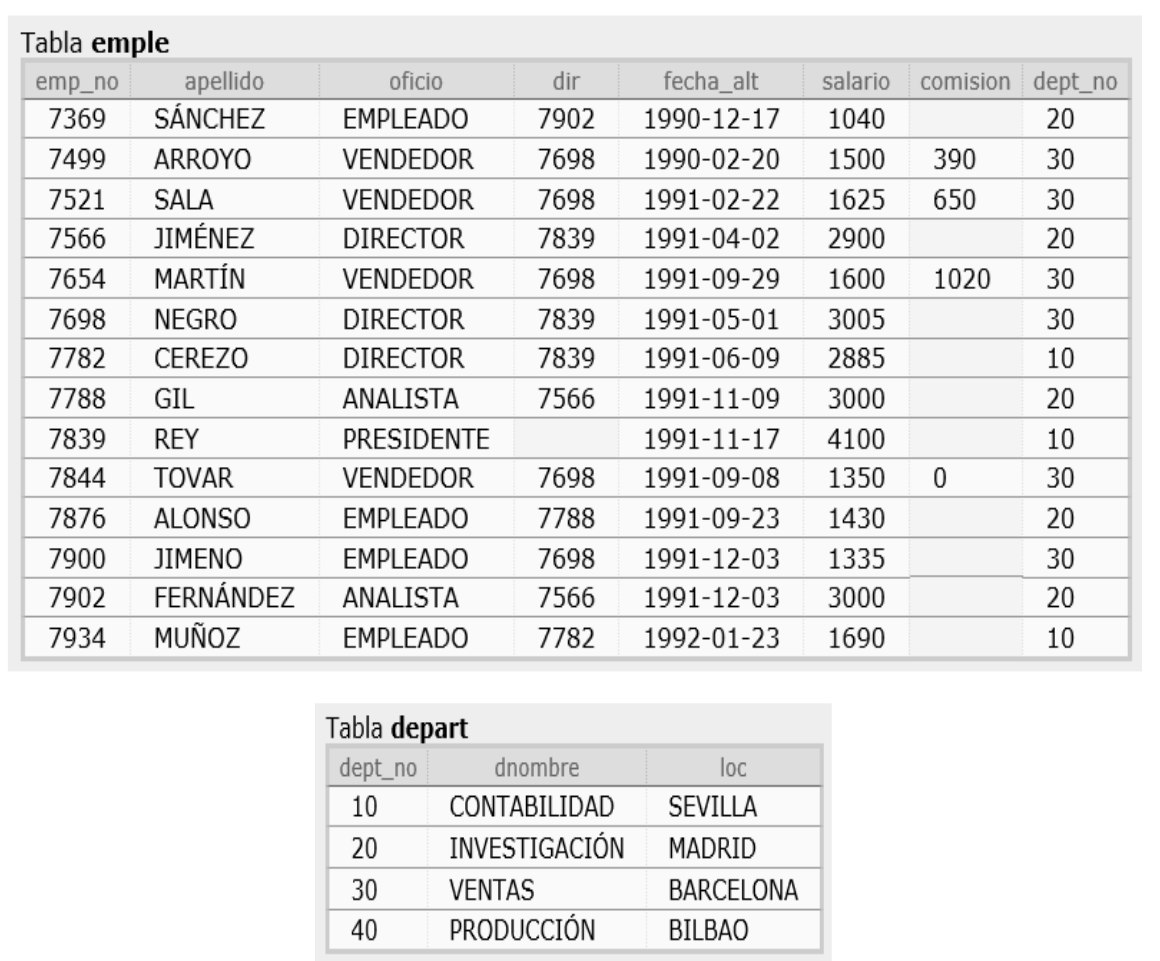 Tabla emple
emp_no apellido oficio dir fecha_alt salario comision dept_no
7369 SÁNCHEZ EMPLEADO 7902 1990-12-17 1040 20
7499 ARROYO VENDEDOR 7698 1990-02-20 1500 390 30
7521 SALA VENDEDOR 7698 1991-02-22 1625 650 30
7566 JIMÉNEZ DIRECTOR 7839 1991-04-02 2900 20
7654 MARTÍN VENDEDOR 7698 1991-09-29 1600 1020 30
7698 NEGRO DIRECTOR 7839 1991-05-01 3005 30
7782 CEREZO DIRECTOR 7839 1991-06-09 2885 10
7788 GIL ANALISTA 7566 1991-11-09 3000 20
7839 REY PRESIDENTE 1991-11-17 4100 10
7844 TOVAR VENDEDOR 7698 1991-09-08 1350 0 30
7876 ALONSO EMPLEADO 7788 1991-09-23 1430 20
7900 JIMENO EMPLEADO 7698 1991-12-03 1335 30
7902 FERNÁNDEZ ANALISTA 7566 1991-12-03 3000 20
7934 MUÑOZ EMPLEADO 7782 1992-01-23 1690 10
Tabla depart
dept_no dnombre loc
10 CONTABILIDAD SEVILLA
20 INVESTIGACIÓN MADRID
30 VENTAS BARCELONA
40 PRODUCCIÓN BILBAO